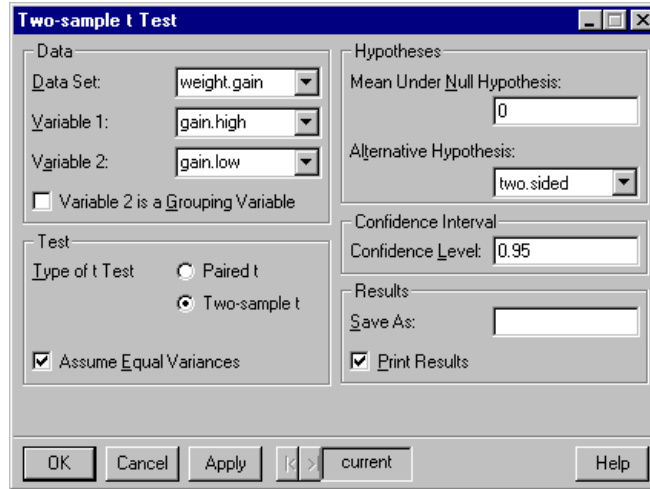 Two-sample t Test
Data
Data Set: weight.gain
Variable 1: gain.high
Variable 2: gain.low
Variable 2 is a Grouping Variable
Test
Type of t Test
Paired t
Two-sample t
Assume Equal Variances
Hypotheses
Mean Under Null Hypothesis:
0
Alternative Hypothesis:
two.sided
Confidence Interval
Confidence Level: 0.95
Results
Save As:
Print Results
OK Cancel Apply current Help